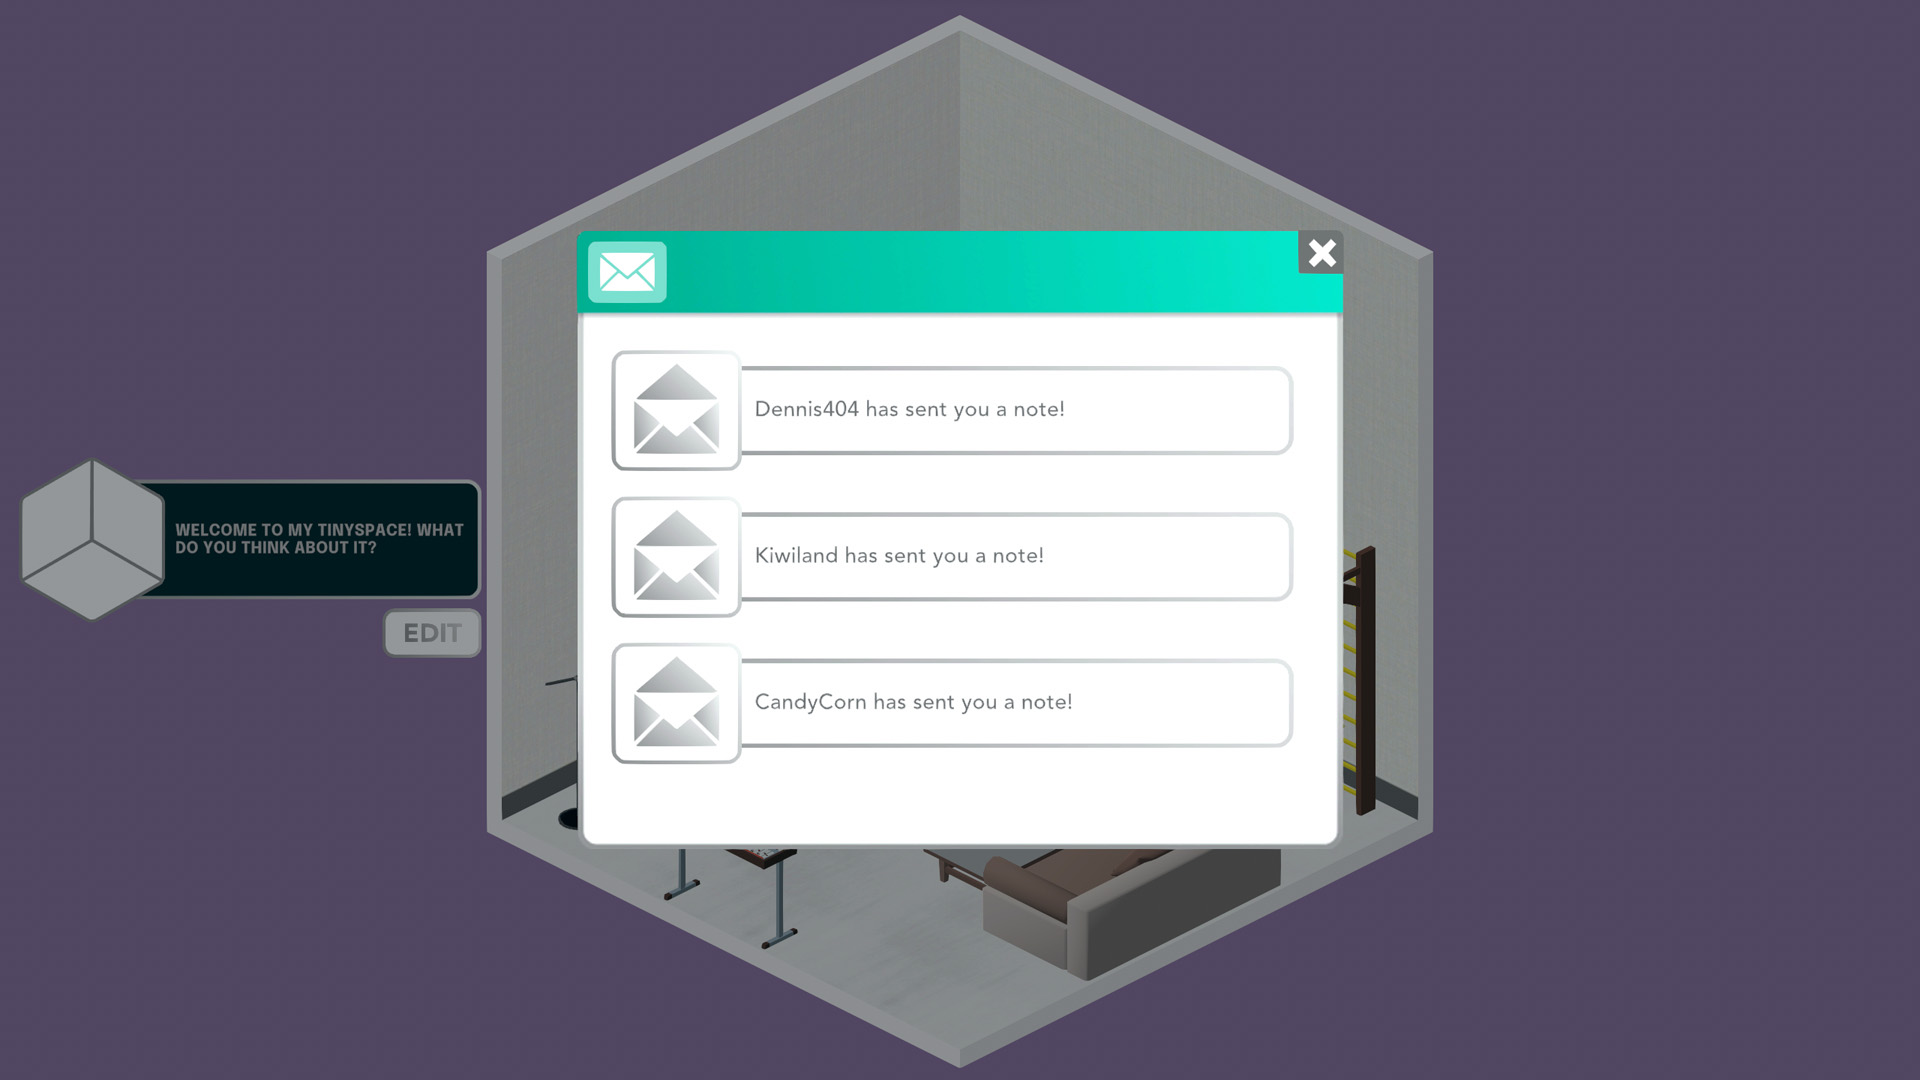 Dennis404 has sent you a note!
Kiwiland has sent you a note!
CandyCorn has sent you a note!
WELCOME TO MY TINYSPACE! WHAT
DO YOU THINK ABOUT IT?
EDIT